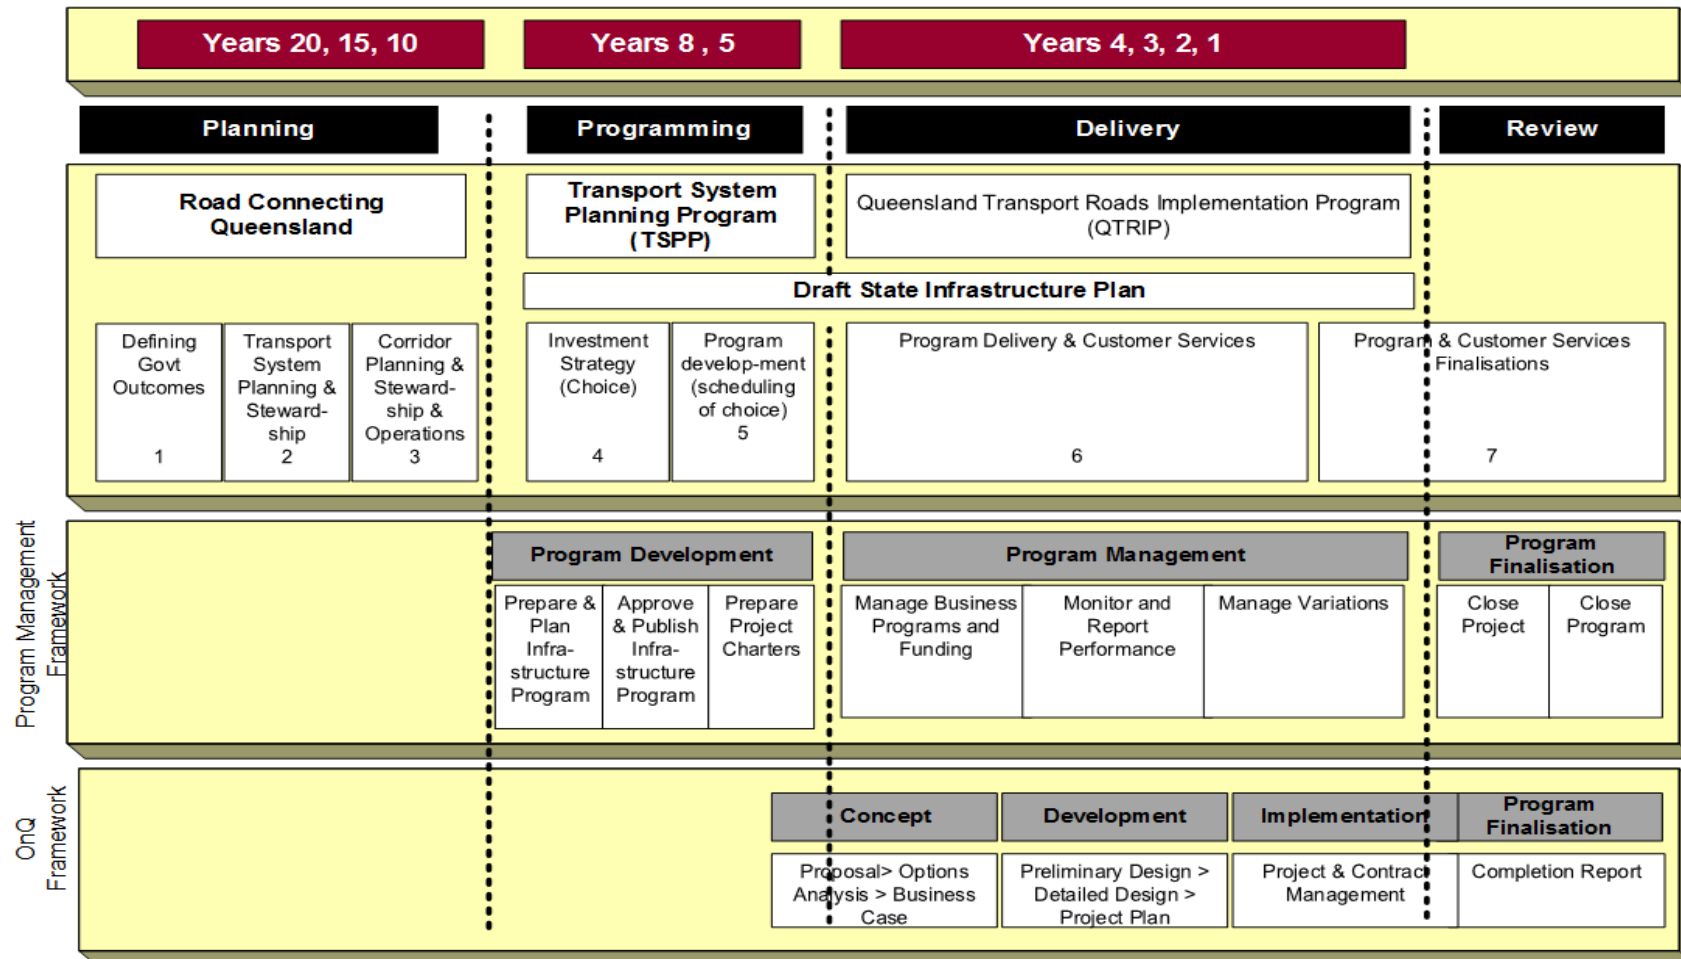 Years 20, 15, 10
Years 8 , 5
Years 4, 3, 2, 1
Planning
Programming
Delivery
Review
Road Connecting
Queensland
Transport System
Planning Program
(TSPP)
Queensland Transport Roads Implementation Program
(QTRIP)
Draft State Infrastructure Plan
Defining
Govt
Outcomes
1
Transport
System
Planning &
Steward-
ship
2
Corridor
Planning &
Steward-
ship &
Operations
3
Investment
Strategy
(Choice)
4
Program
develop-ment
(scheduling
of choice)
5
Program Delivery & Customer Services
6
Program & Customer Services
Finalisations
7
Program Management
Framework
Program Development
Program Management
Program
Finalisation
Prepare &
Plan
Infra-
structure
Program
Approve
& Publish
Infra-
structure
Program
Prepare
Project
Charters
Manage Business
Programs and
Funding
Monitor and
Report
Performance
Manage Variations
Close
Project
Close
Program
OnQ
Framework
Concept
Development
Implementation
Program
Finalisation
Proposal> Options
Analysis > Business
Case
Preliminary Design >
Detailed Design >
Project Plan
Project & Contract
Management
Completion Report